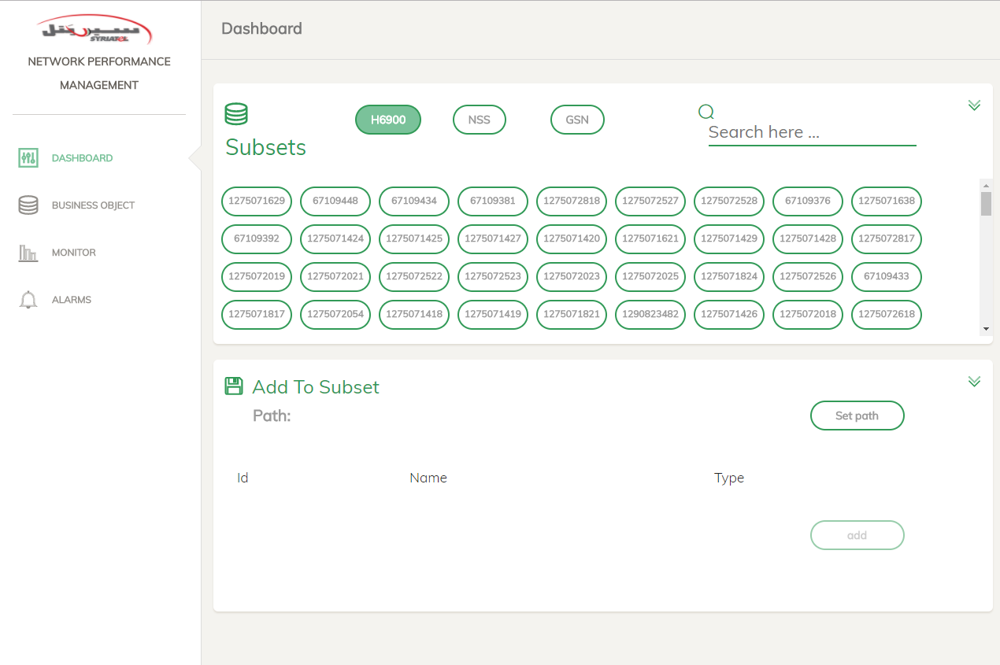 سيريتل
SYRIATEL
NETWORK PERFORMANCE
MANAGEMENT
DASHBOARD
BUSINESS OBJECT
MONITOR
ALARMS
Dashboard
Subsets
H6900 NSS GSN
Search here ...
1275071629 67109448 67109434 67109381 1275072818 1275072527 1275072528 67109376 1275071638
67109392 1275071424 1275071425 1275071427 1275071420 1275071621 1275071429 1275071428 1275072817
1275072019 1275072021 1275072522 1275072523 1275072023 1275072025 1275071824 1275072526 67109433
1275071817 1275072054 1275071418 1275071419 1275071821 1290823482 1275071426 1275072018 1275072618
Add To Subset
Path: Set path
Id Name Type
add